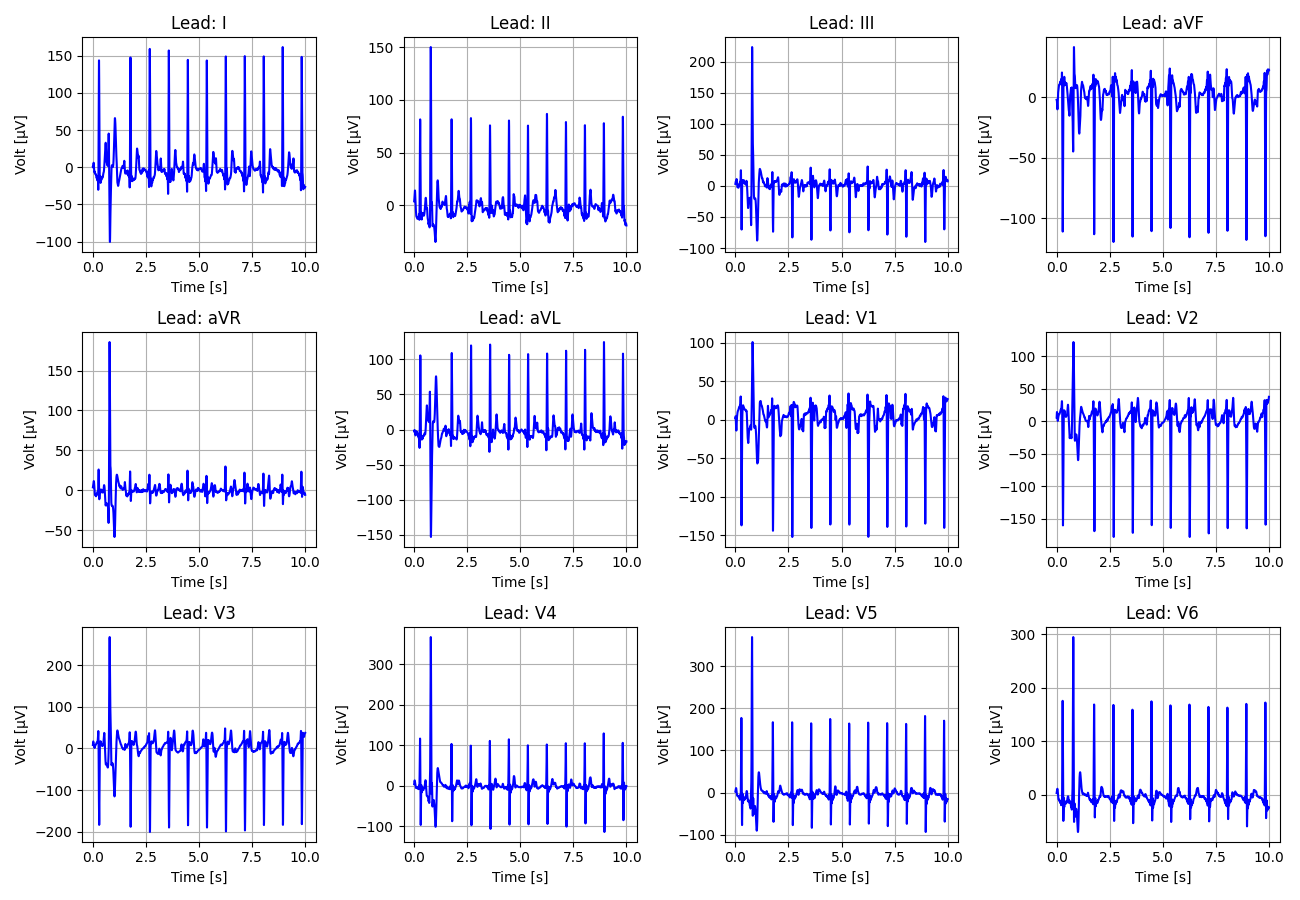 Lead: I
Lead: II
Lead: III
Lead: aVF
Volt [µV]
150
100
50
0
−50
−100
0.0 2.5 5.0 7.5 10.0
Time [s]
Volt [µV]
150
100
50
0
0.0 2.5 5.0 7.5 10.0
Time [s]
Volt [µV]
200
150
100
50
0
−50
−100
0.0 2.5 5.0 7.5 10.0
Time [s]
Volt [µV]
0
−50
−100
0.0 2.5 5.0 7.5 10.0
Time [s]
Lead: aVR
Lead: aVL
Lead: V1
Lead: V2
Volt [µV]
150
100
50
0
−50
0.0 2.5 5.0 7.5 10.0
Time [s]
Volt [µV]
100
50
0
−50
−100
−150
0.0 2.5 5.0 7.5 10.0
Time [s]
Volt [µV]
100
50
0
−50
−100
−150
0.0 2.5 5.0 7.5 10.0
Time [s]
Volt [µV]
100
50
0
−50
−100
−150
0.0 2.5 5.0 7.5 10.0
Time [s]
Lead: V3
Lead: V4
Lead: V5
Lead: V6
Volt [µV]
200
100
0
−100
−200
0.0 2.5 5.0 7.5 10.0
Time [s]
Volt [µV]
300
200
100
0
−100
0.0 2.5 5.0 7.5 10.0
Time [s]
Volt [µV]
300
200
100
0
−100
0.0 2.5 5.0 7.5 10.0
Time [s]
Volt [µV]
300
200
100
0
0.0 2.5 5.0 7.5 10.0
Time [s]